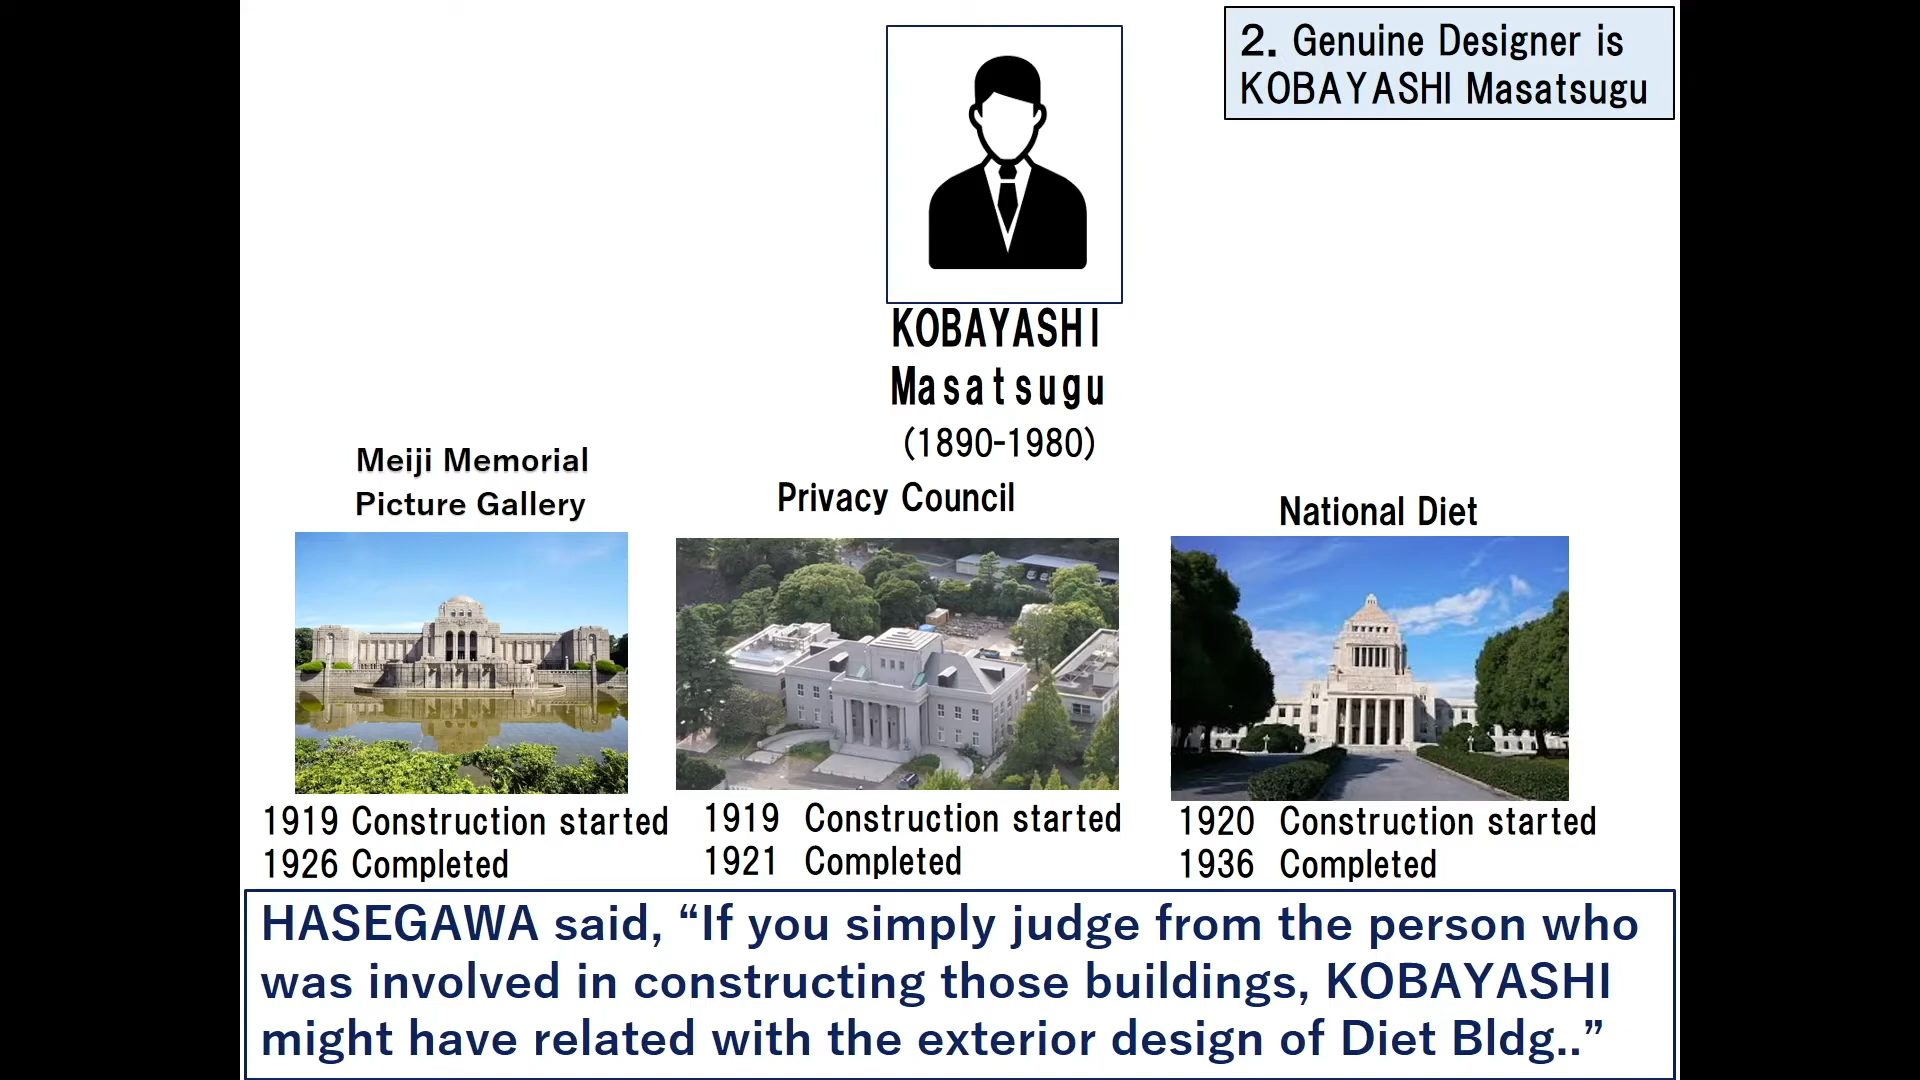 2. Genuine Designer is
KOBAYASHI Masatsugu
KOBAYASHI
Masatsugu
(1890-1980)
Meiji Memorial
Picture Gallery
1919 Construction started
1926 Completed
Privacy Council
1919 Construction started
1921 Completed
National Diet
1920 Construction started
1936 Completed
HASEGAWA said, “If you simply judge from the person who
was involved in constructing those buildings, KOBAYASHI
might have related with the exterior design of Diet Bldg..”